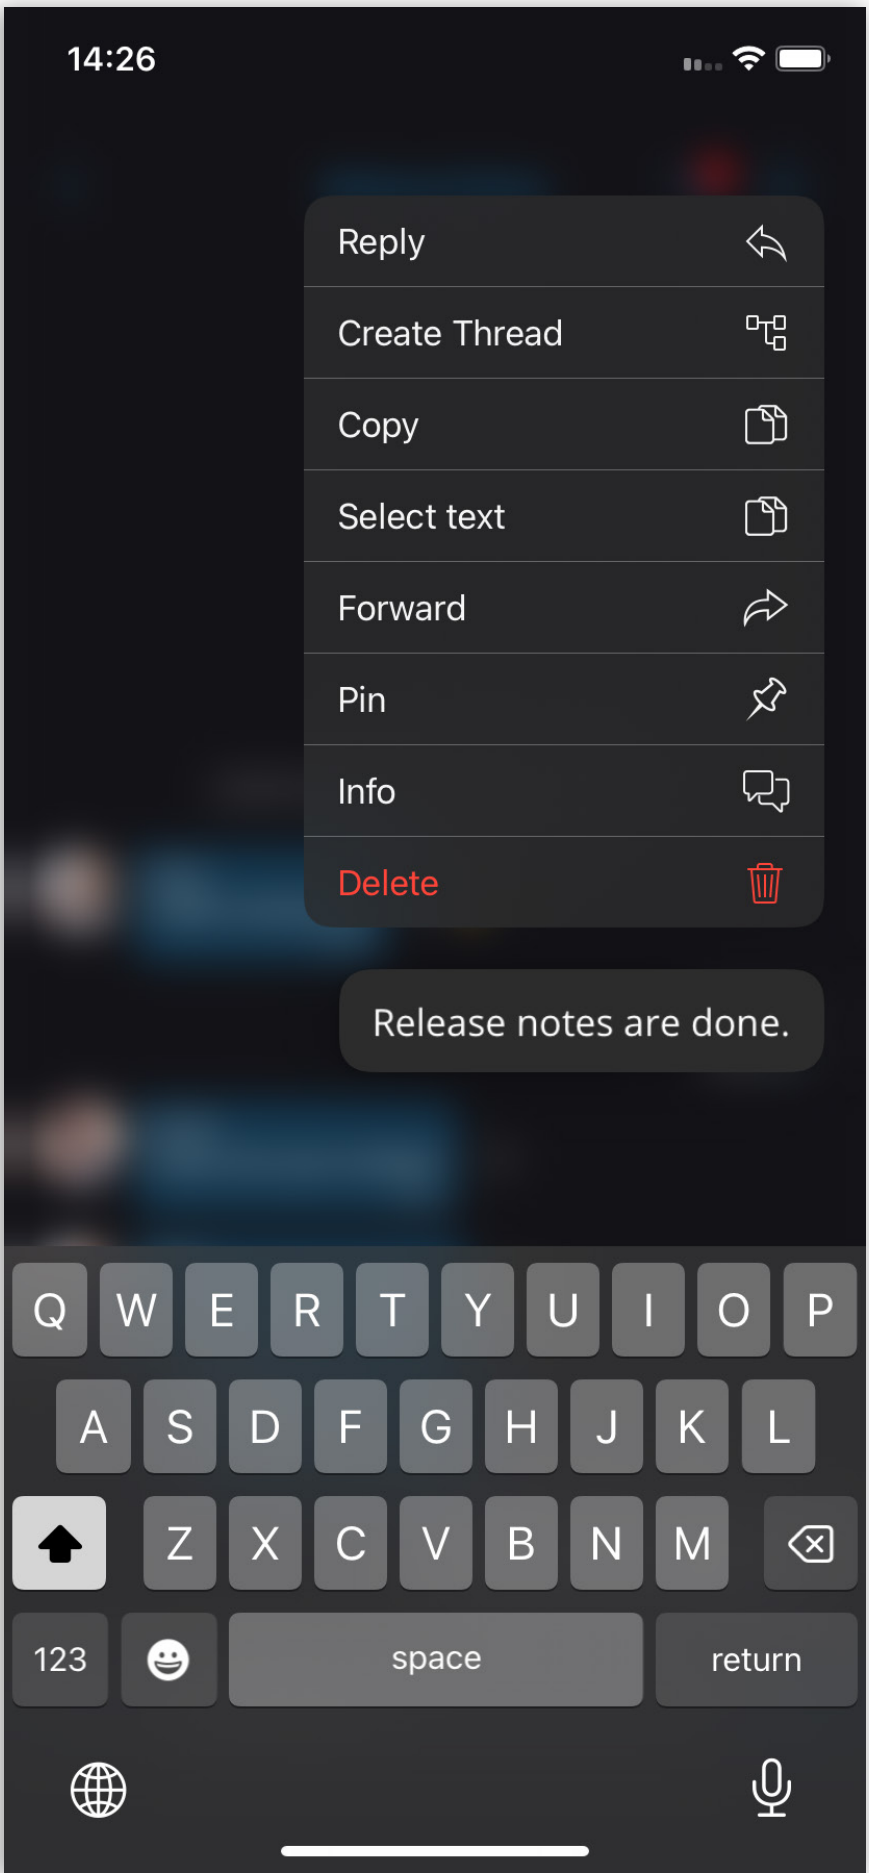 14:26
Reply
Create Thread
Copy
Select text
Forward
Pin
Info
Delete
Release notes are done.
Q W E R T Y U I O P
A S D F G H J K L
Z X C V B N M
123 space return